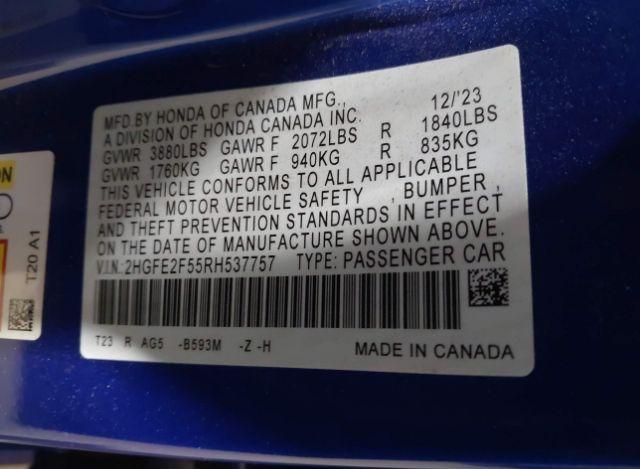 MFD.BY HONDA OF CANADA MFG., 12/'23
A DIVISION OF HONDA CANADA INC.
GVWR 3880LBS GAWR F 2072LBS R 1840LBS
GVWR 1760KG GAWR F 940KG R 835KG
THIS VEHICLE CONFORMS TO ALL APPLICABLE
FEDERAL MOTOR VEHICLE SAFETY , BUMPER ,
AND THEFT PREVENTION STANDARDS IN EFFECT
ON THE DATE OF MANUFACTURE SHOWN ABOVE.
V.I.N.:2HGFE2F55RH537757 TYPE: PASSENGER CAR
T23 R AG5 -B593M -Z -H MADE IN CANADA
ON
T20 A1